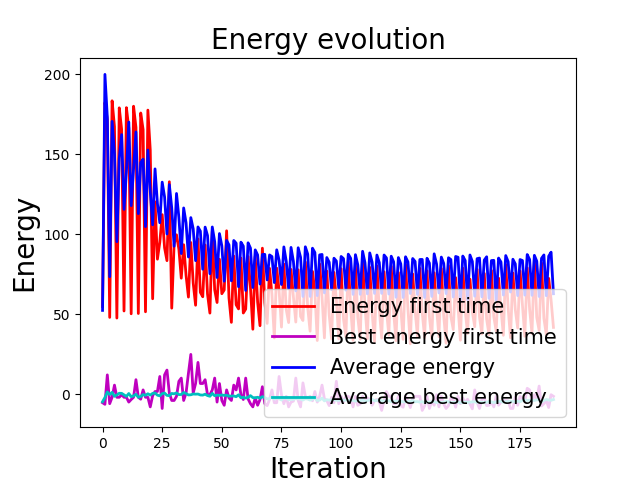 Energy evolution
Energy
200
150
100
50
0
Energy first time
Best energy first time
Average energy
Average best energy
0 25 50 75 100 125 150 175
Iteration